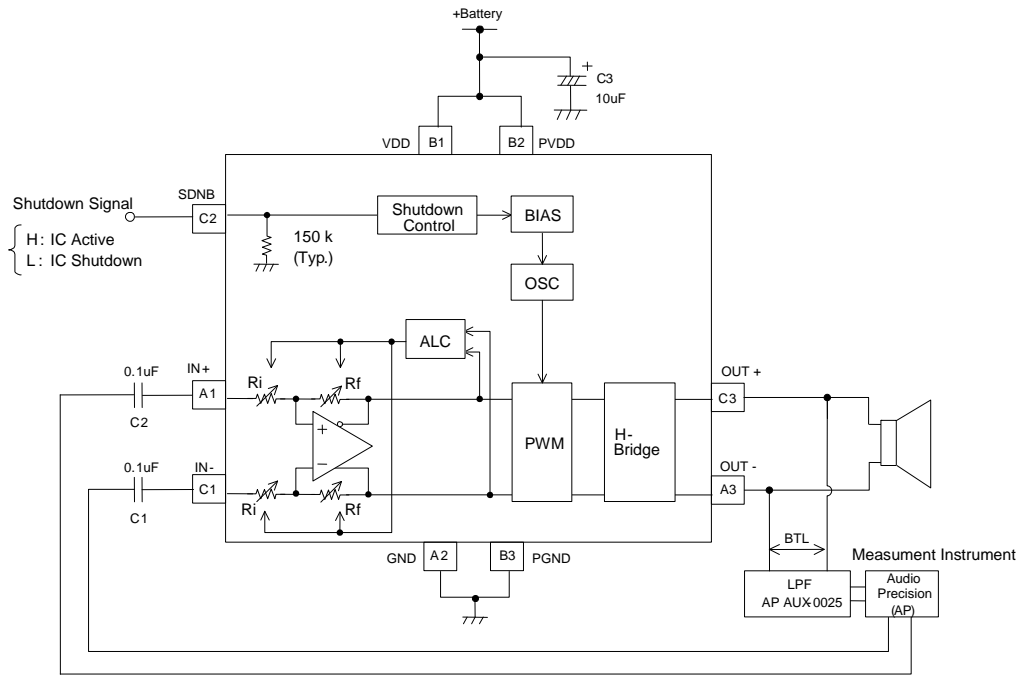 +Battery
+
C3
10uF
VDD
B1
B2
PVDD
SDNB
Shutdown Signal
C2
H: IC Active
L: IC Shutdown
150 k
(Typ.)
Shutdown
Control
BIAS
OSC
ALC
0.1uF
IN+
A1
C2
Ri
Rf
+
−
PWM
H-
Bridge
OUT +
C3
0.1uF
IN-
C1
C1
Ri
Rf
OUT -
A3
GND
A2
B3
PGND
BTL
Measument Instrument
LPF
AP AUX-0025
Audio
Precision
(AP)